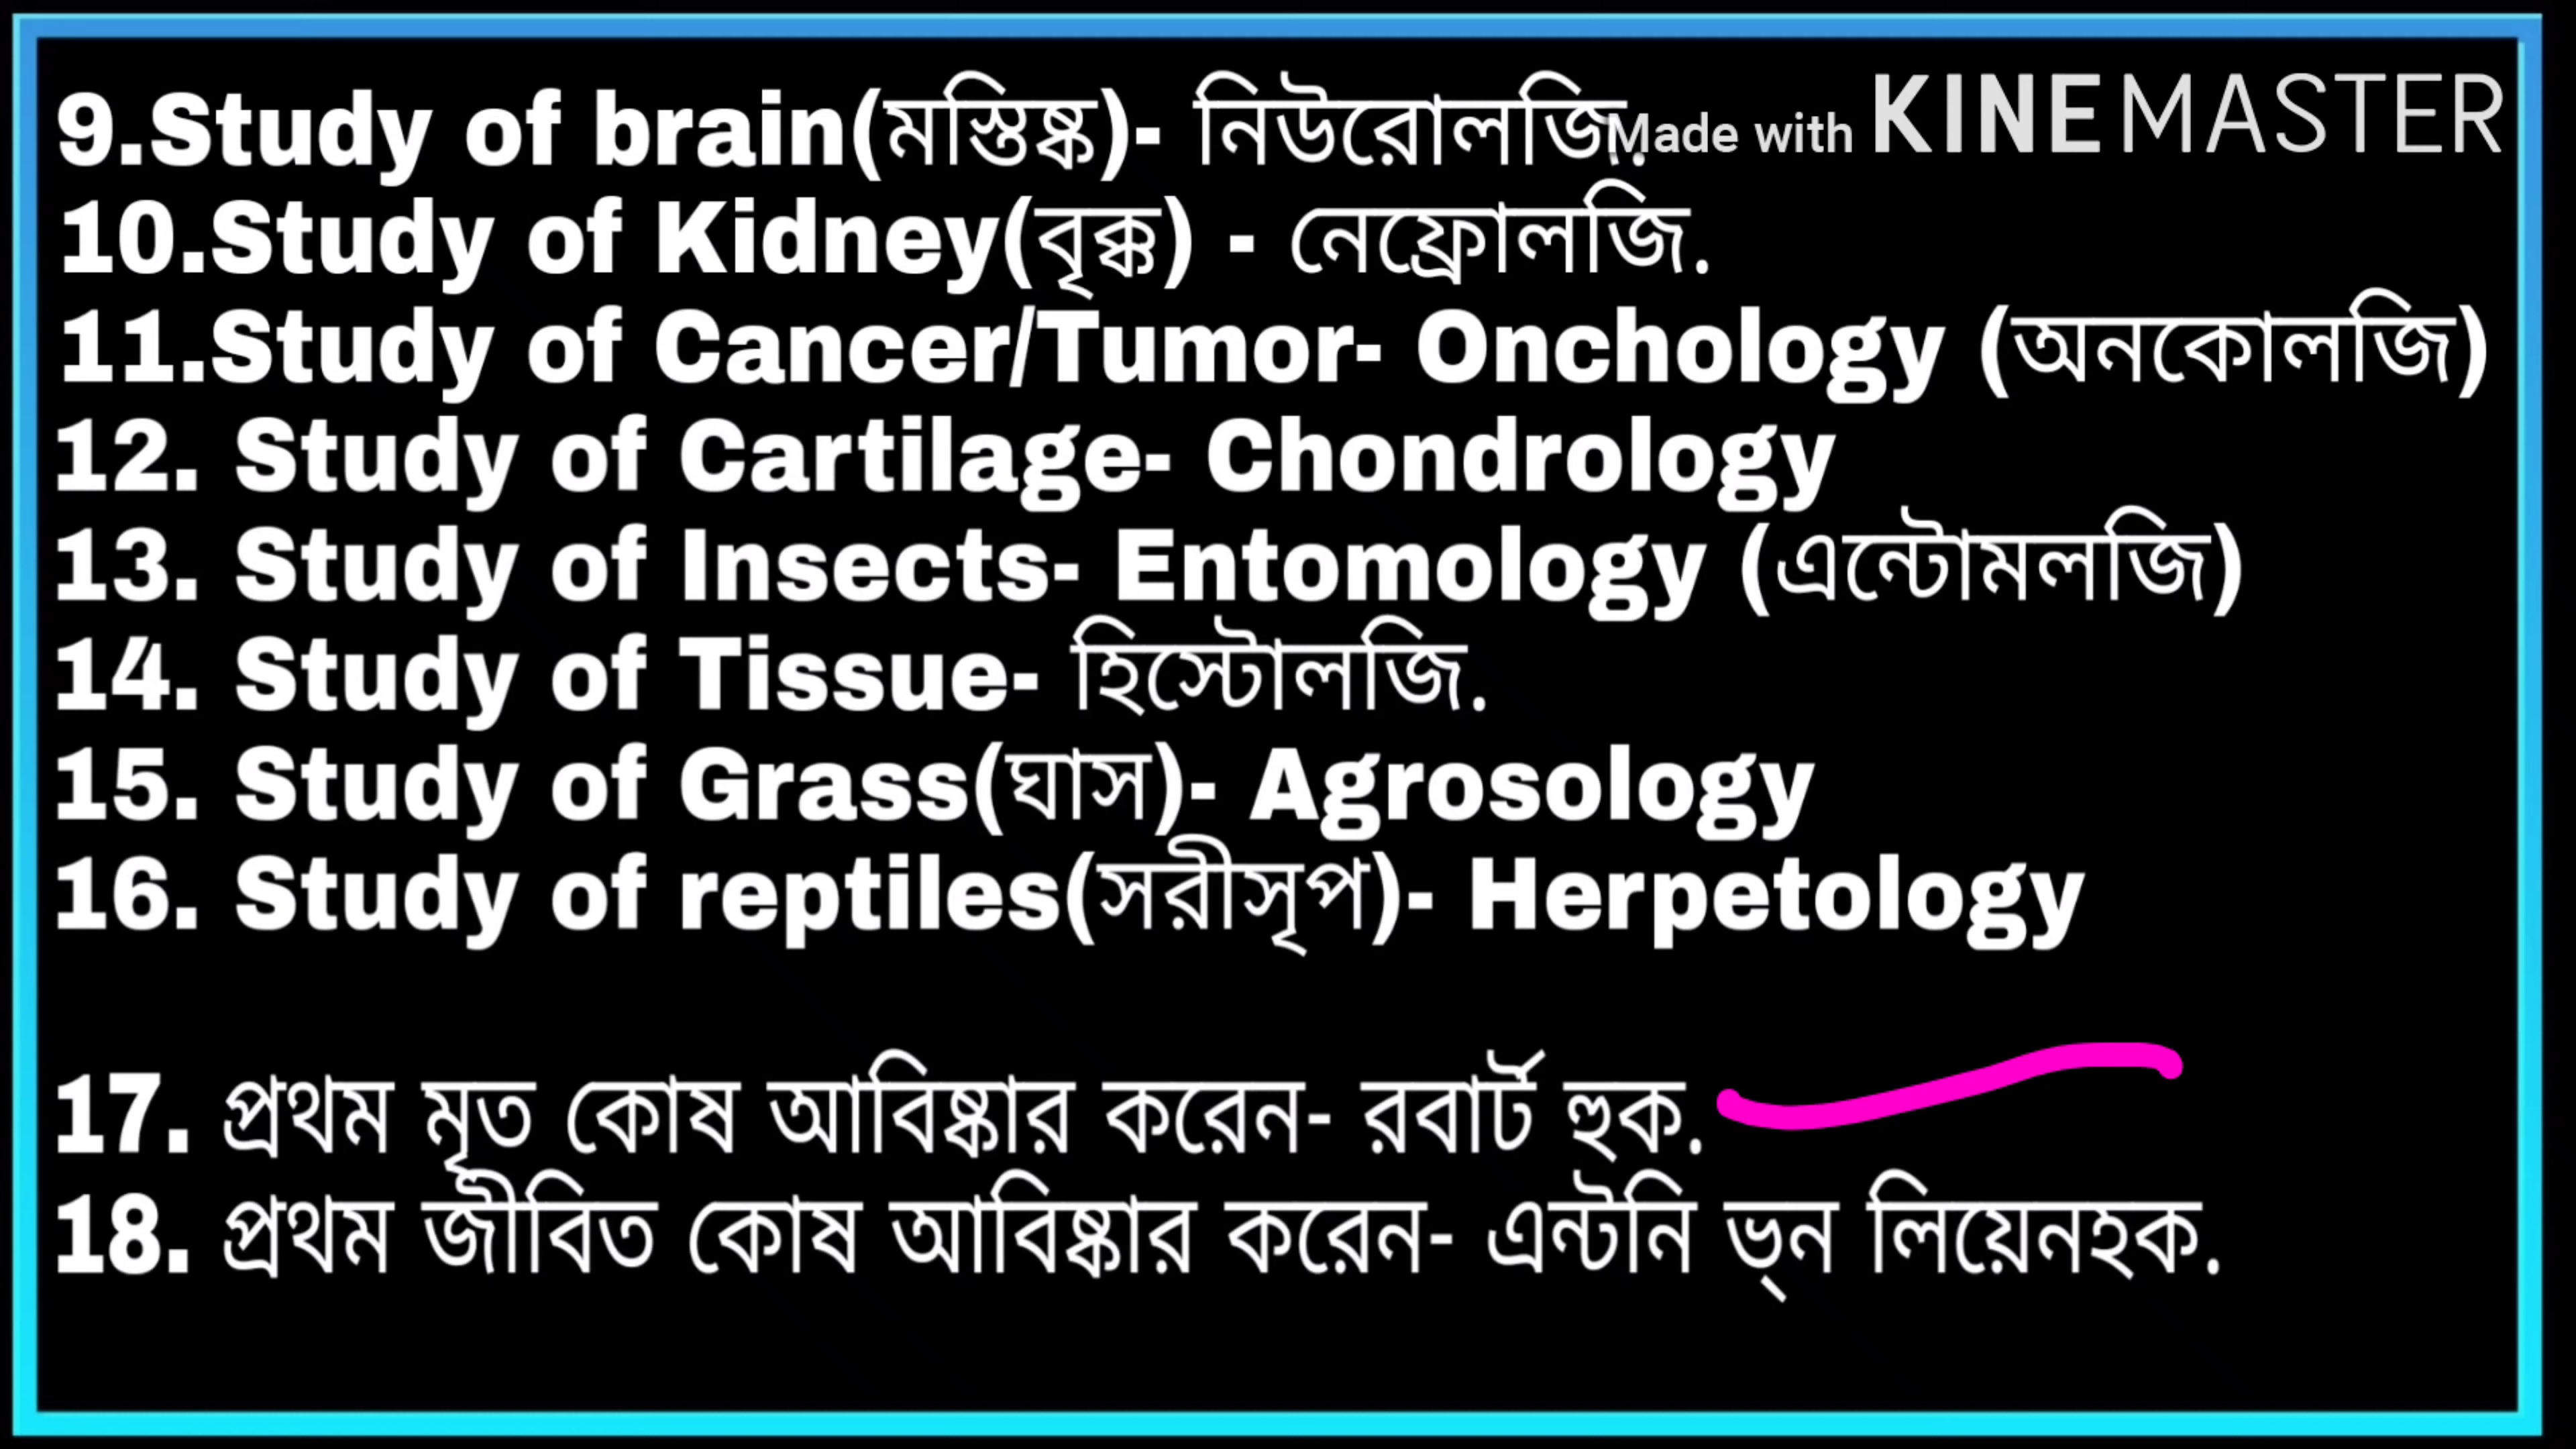 9.Study of brain(মস্তিষ্ক)- নিউরোলজি.
Made with KINEMASTER
10.Study of Kidney(বৃক্ক) - নেফ্রোলজি.
11.Study of Cancer/Tumor- Onchology (অনকোলজি)
12. Study of Cartilage- Chondrology
13. Study of Insects- Entomology (এন্টোমলজি)
14. Study of Tissue- হিস্টোলজি.
15. Study of Grass(ঘাস)- Agrosology
16. Study of reptiles(সরীসৃপ)- Herpetology
17. প্রথম মৃত কোষ আবিষ্কার করেন- রবার্ট হুক.
18. প্রথম জীবিত কোষ আবিষ্কার করেন- এন্টনি ভ্ন লিয়েনহক.